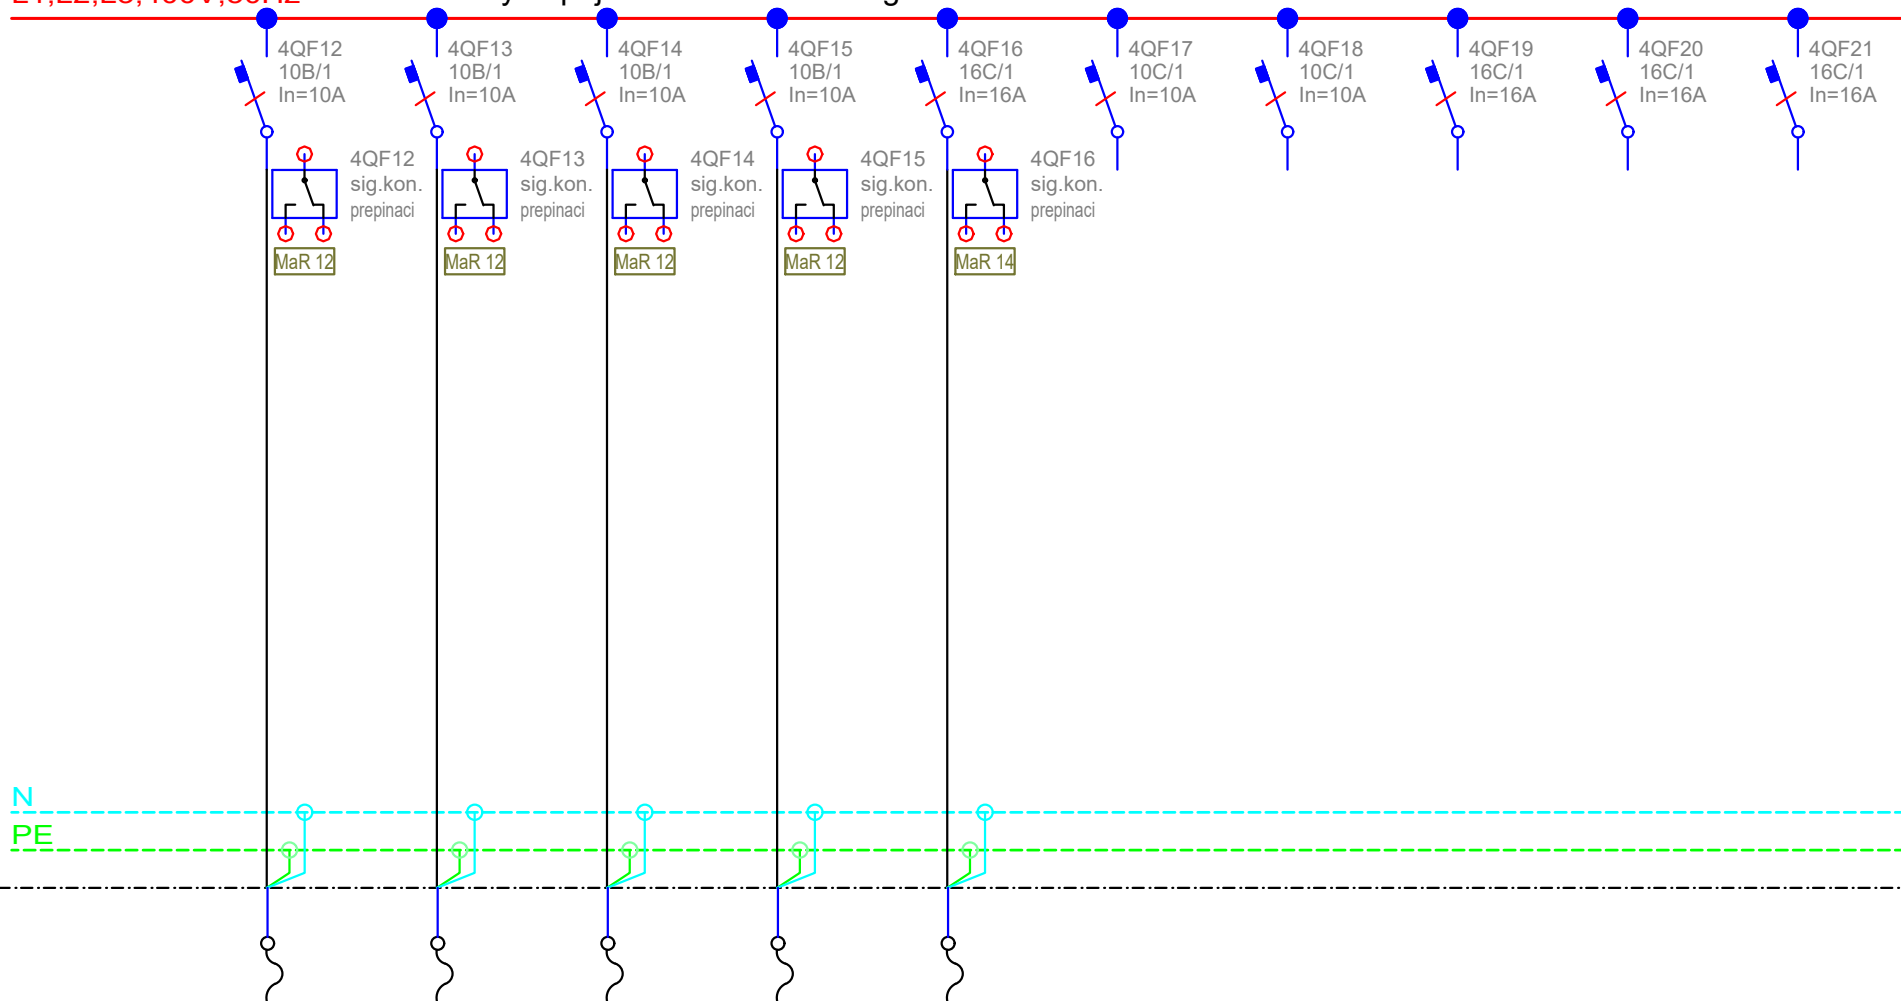 4QF12
10B/1
In=10A
4QF13
10B/1
In=10A
4QF14
10B/1
In=10A
4QF15
10B/1
In=10A
4QF16
16C/1
In=16A
4QF17
10C/1
In=10A
4QF18
10C/1
In=10A
4QF19
16C/1
In=16A
4QF20
16C/1
In=16A
4QF21
16C/1
In=16A
4QF12
sig.kon.
prepinaci
MaR 12
4QF13
sig.kon.
prepinaci
MaR 12
4QF14
sig.kon.
prepinaci
MaR 12
4QF15
sig.kon.
prepinaci
MaR 12
4QF16
sig.kon.
prepinaci
MaR 14
N
PE